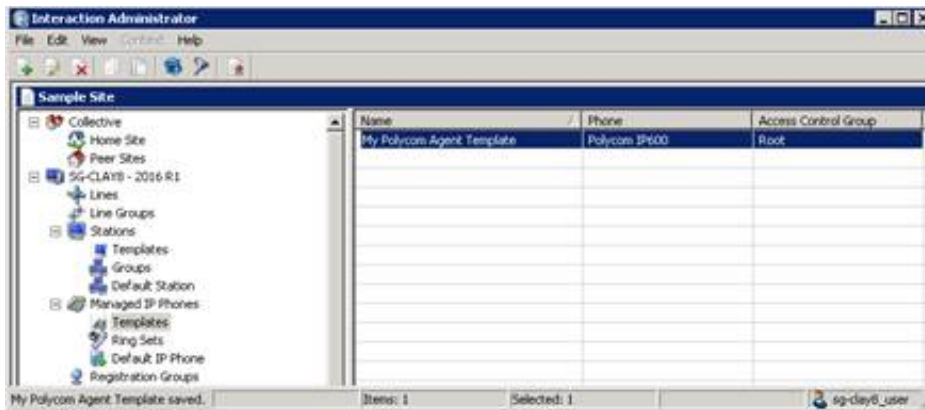 Interaction Administrator
File Edit View Context Help
Sample Site
Collective
Home Site
Peer Sites
SG-CLAY8 - 2016 R1
Lines
Line Groups
Stations
Templates
Groups
Default Station
Managed IP Phones
Templates
Ring Sets
Default IP Phone
Registration Groups
Name Phone Access Control Group
My Polycom Agent Template Polycom IP600 Root
My Polycom Agent Template saved. Items: 1 Selected: 1 sg-clay8_user